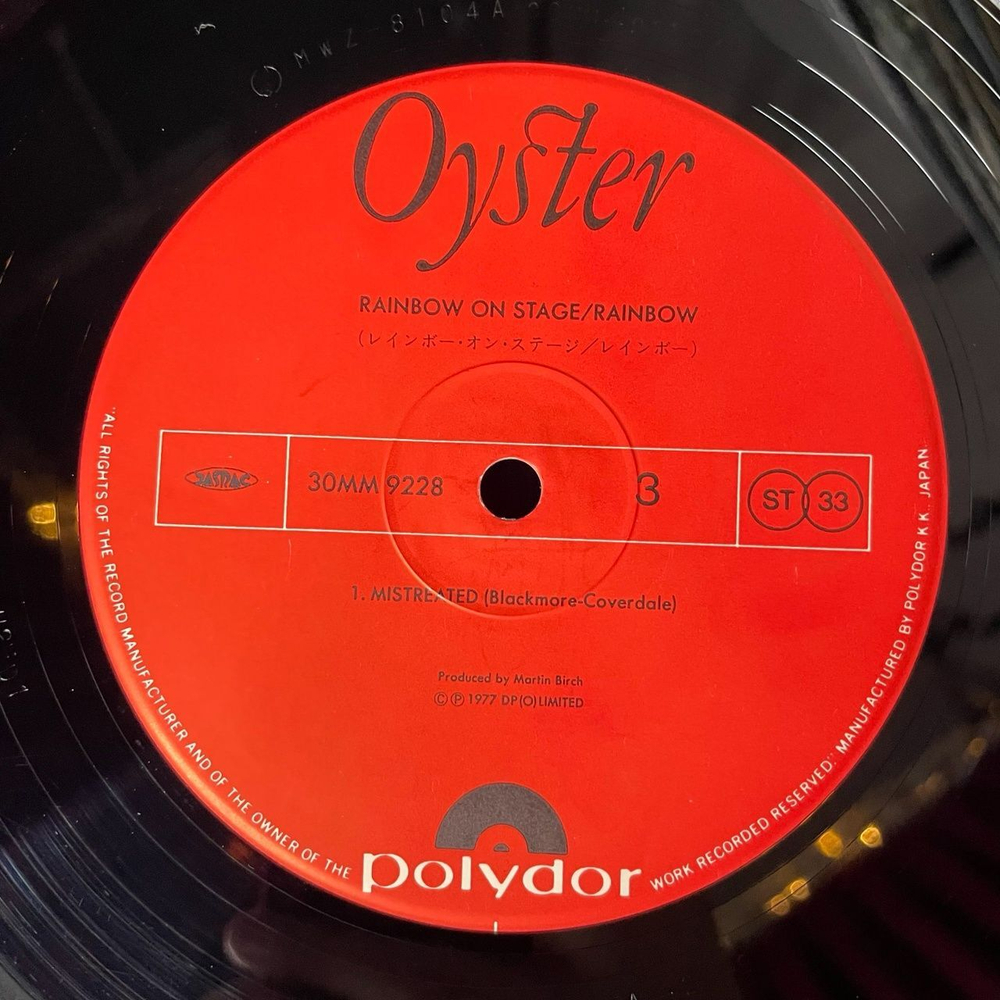 MWZ 8104A
Oyster
RAINBOW ON STAGE/RAINBOW
(レインボー・オン・ステージ/レインボー)
JASRAC
30MM 9228
3
ST 33
1. MISTREATED (Blackmore-Coverdale)
Produced by Martin Birch
Ⓒ Ⓟ 1977 DP(O)LIMITED
polydor
"ALL RIGHTS OF THE RECORD MANUFACTURER AND OF THE OWNER OF THE WORK RECORDED RESERVED." MANUFACTURED BY POLYDOR K.K. JAPAN